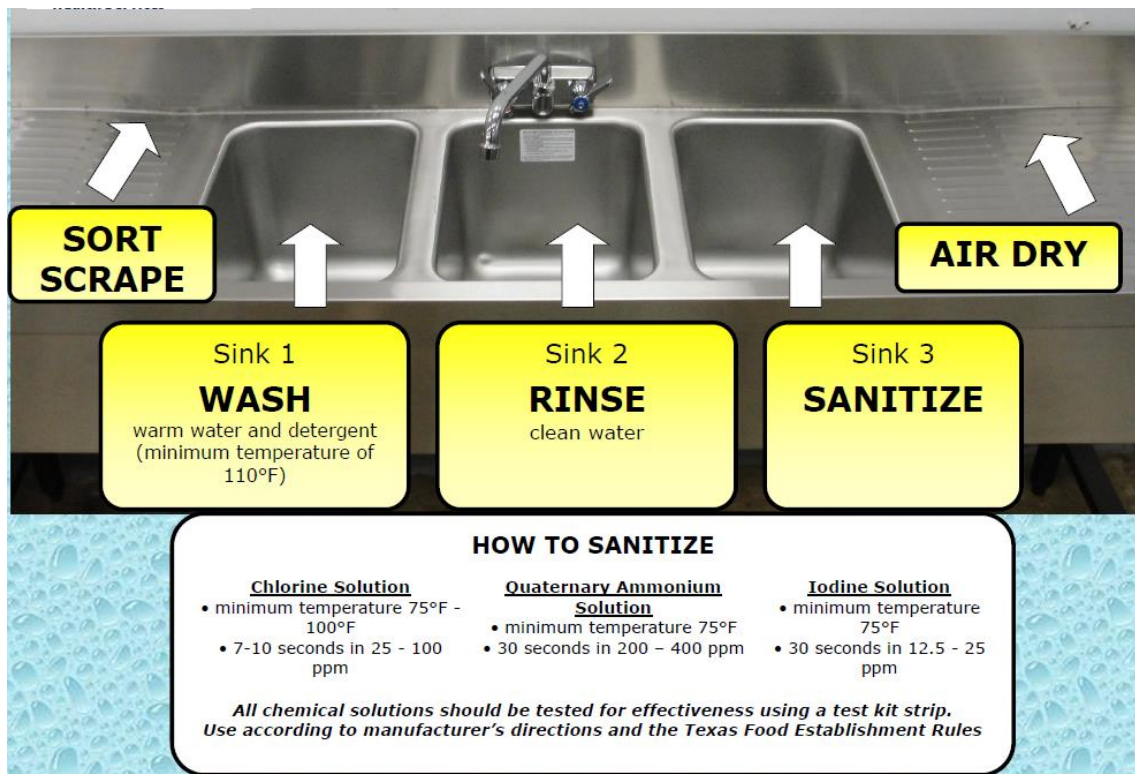 SORT
SCRAPE
AIR DRY
Sink 1
WASH
warm water and detergent
(minimum temperature of
110°F)
Sink 2
RINSE
clean water
Sink 3
SANITIZE
HOW TO SANITIZE
Chlorine Solution
• minimum temperature 75°F -
100°F
• 7-10 seconds in 25 - 100
ppm
Quaternary Ammonium
Solution
• minimum temperature 75°F
• 30 seconds in 200 – 400 ppm
Iodine Solution
• minimum temperature
75°F
• 30 seconds in 12.5 - 25
ppm
All chemical solutions should be tested for effectiveness using a test kit strip.
Use according to manufacturer's directions and the Texas Food Establishment Rules